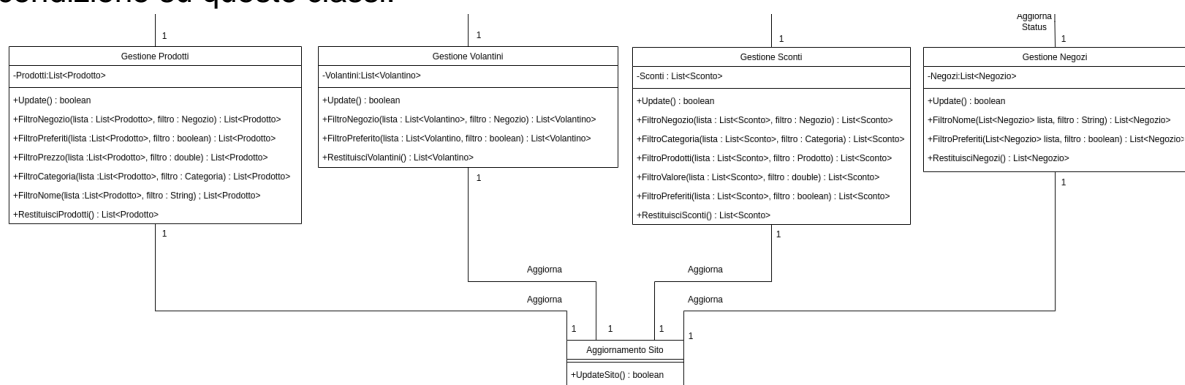 condizione su queste classi.
Aggiorna
Status
1
1
1
1
Gestione Prodotti
-Prodotti:List<Prodotto>
+Update() : boolean
+FiltroNegozio(lista : List<Prodotto>, filtro : Negozio) : List<Prodotto>
+FiltroPreferiti(lista :List<Prodotto>, filtro : boolean) : List<Prodotto>
+FiltroPrezzo(lista :List<Prodotto>, filtro : double) : List<Prodotto>
+FiltroCategoria(lista :List<Prodotto>, filtro : Categoria) : List<Prodotto>
+FiltroNome(lista :List<Prodotto>, filtro : String) ; List<Prodotto>
+RestituisciProdotti() : List<Prodotto>
1
Gestione Volantini
-Volantini:List<Volantino>
+Update() : boolean
+FiltroNegozio(lista : List<Volantino>, filtro : Negozio) : List<Volantino>
+FiltroPreferito(lista : List<Volantino, filtro : boolean) : List<Volantino>
+RestituisciVolantini() : List<Volantino>
1
Gestione Sconti
-Sconti : List<Sconto>
+Update() : boolean
+FiltroNegozio(lista : List<Sconto>, filtro : Negozio) : List<Sconto>
+FiltroCategoria(lista : List<Sconto>, filtro : Categoria) : List<Sconto>
+FiltroProdotti(lista : List<Sconto>, filtro : Prodotto) : List<Sconto>
+FiltroValore(lista : List<Sconto>, filtro : double) : List<Sconto>
+FiltroPreferiti(lista : List<Sconto>, filtro : boolean) : List<Sconto>
+RestituisciSconti() : List<Sconto>
1
Gestione Negozi
-Negozi:List<Negozio>
+Update() : boolean
+FiltroNome(List<Negozio> lista, filtro : String) : List<Negozio>
+FiltroPreferiti(List<Negozio> lista, filtro : boolean) : List<Negozio>
+RestituisciNegozi() : List<Negozio>
1
Aggiorna
Aggiorna
Aggiorna
Aggiorna
1
1
1
1
Aggiornamento Sito
+UpdateSito() : boolean